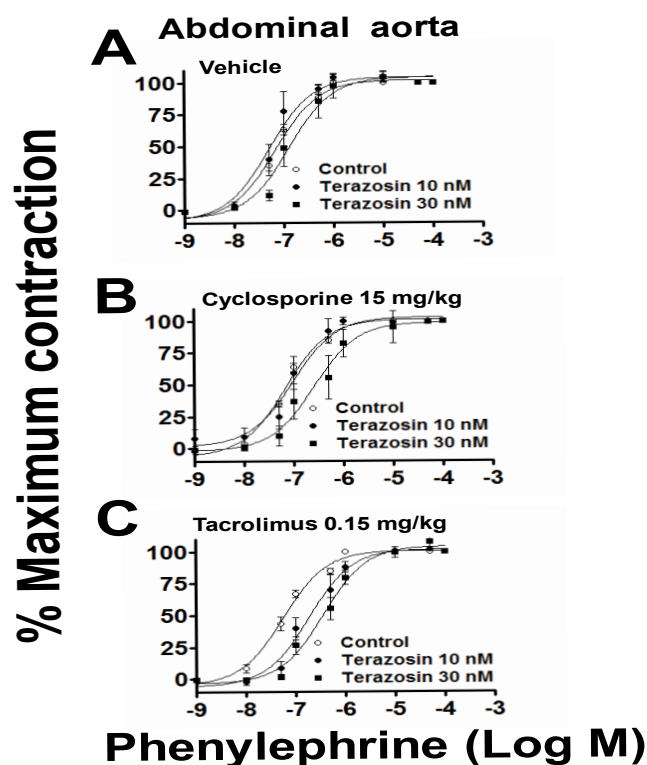 Abdominal aorta
% Maximum contraction
A
Vehicle
100
75
50
25
0
Control
Terazosin 10 nM
Terazosin 30 nM
-9 -8 -7 -6 -5 -4 -3
B
Cyclosporine 15 mg/kg
100
75
50
25
0
Control
Terazosin 10 nM
Terazosin 30 nM
-9 -8 -7 -6 -5 -4 -3
C
Tacrolimus 0.15 mg/kg
100
75
50
25
0
Control
Terazosin 10 nM
Terazosin 30 nM
-9 -8 -7 -6 -5 -4 -3
Phenylephrine (Log M)